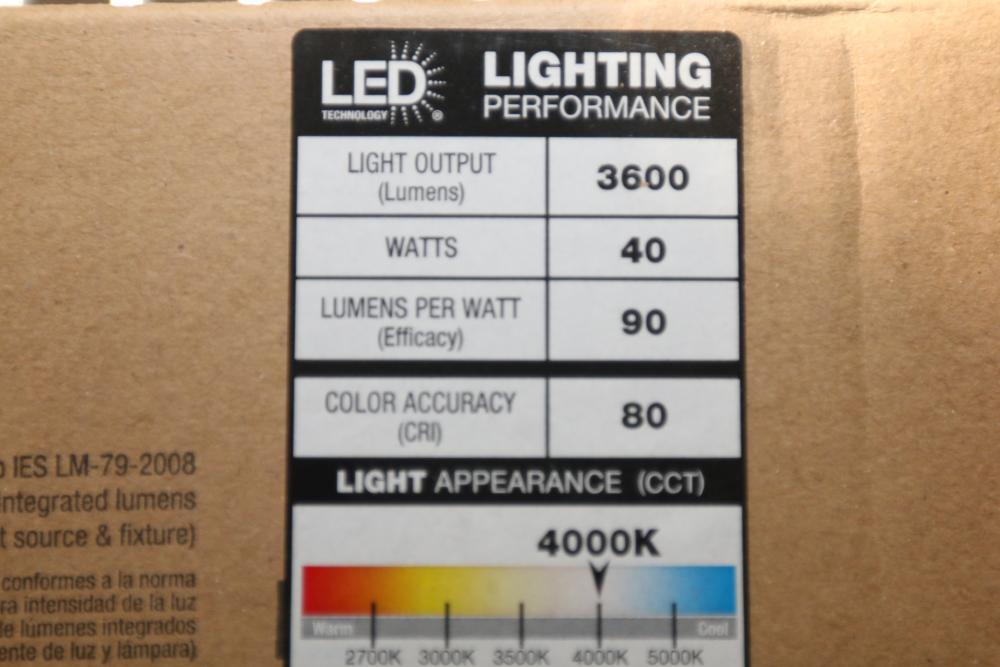 LED
TECHNOLOGY®
LIGHTING
PERFORMANCE
LIGHT OUTPUT
(Lumens)
3600
WATTS
40
LUMENS PER WATT
(Efficacy)
90
COLOR ACCURACY
(CRI)
80
LIGHT APPEARANCE (CCT)
4000K
Warm
Cool
2700K 3000K 3500K 4000K 5000K
IES LM-79-2008
integrated lumens
source & fixture)
conformes a la norma
intensidad de la luz
lúmenes integrados
de luz y lámpara)